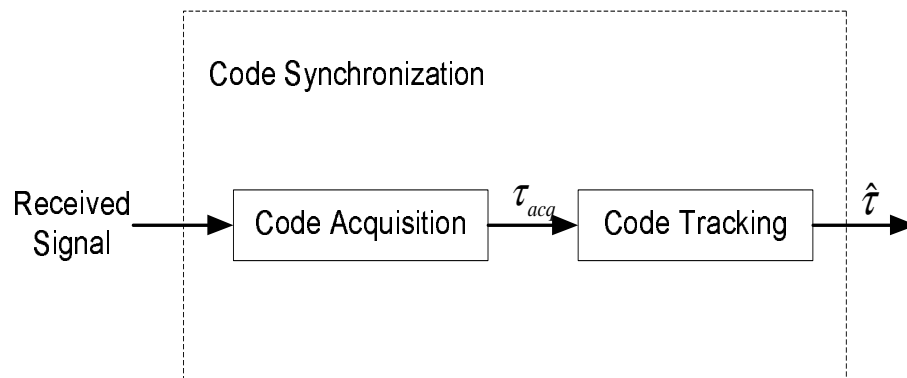 Code Synchronization
Received
Signal
Code Acquisition
τ_acq
Code Tracking
τ̂